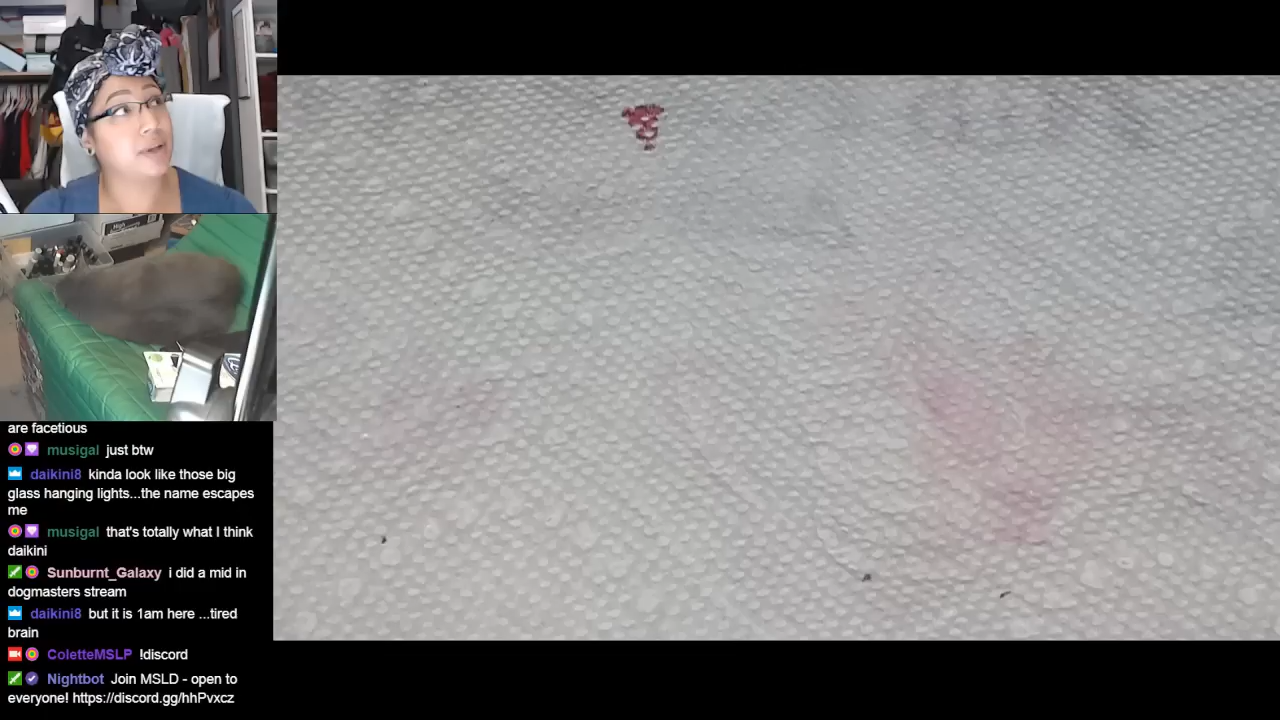 High
are facetious
musigal just btw
daikini8 kinda look like those big
glass hanging lights...the name escapes
me
musigal that's totally what I think
daikini
Sunburnt_Galaxy i did a mid in
dogmasters stream
daikini8 but it is 1am here ...tired
brain
ColetteMSLP !discord
Nightbot Join MSLD - open to
everyone! https://discord.gg/hhPvxcz